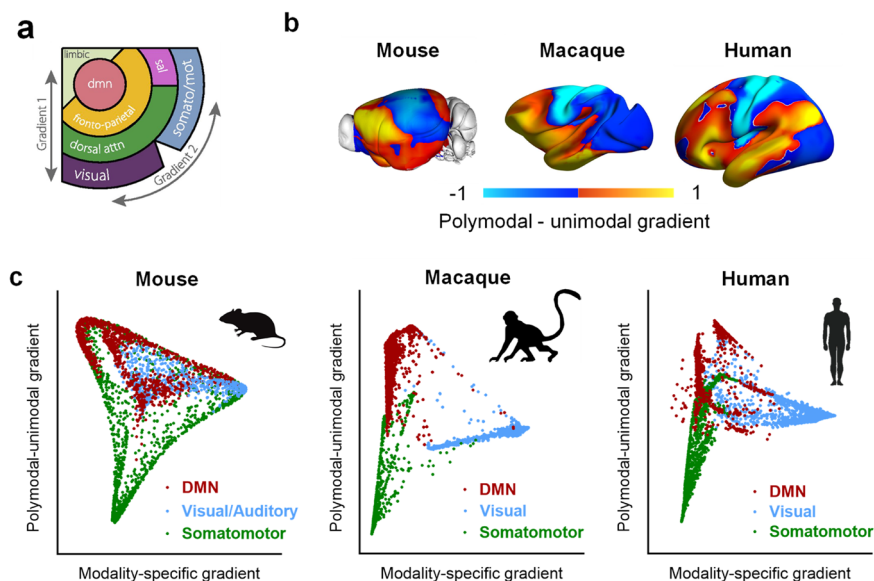 a
limbic
dmn
sal
somato/mot
fronto-parietal
dorsal attn
visual
Gradient 1
Gradient 2
b
Mouse
Macaque
Human
-1
1
Polymodal - unimodal gradient
c
Mouse
Polymodal-unimodal gradient
DMN
Visual/Auditory
Somatomotor
Modality-specific gradient
Macaque
Polymodal-unimodal gradient
DMN
Visual
Somatomotor
Modality-specific gradient
Human
Polymodal-unimodal gradient
DMN
Visual
Somatomotor
Modality-specific gradient